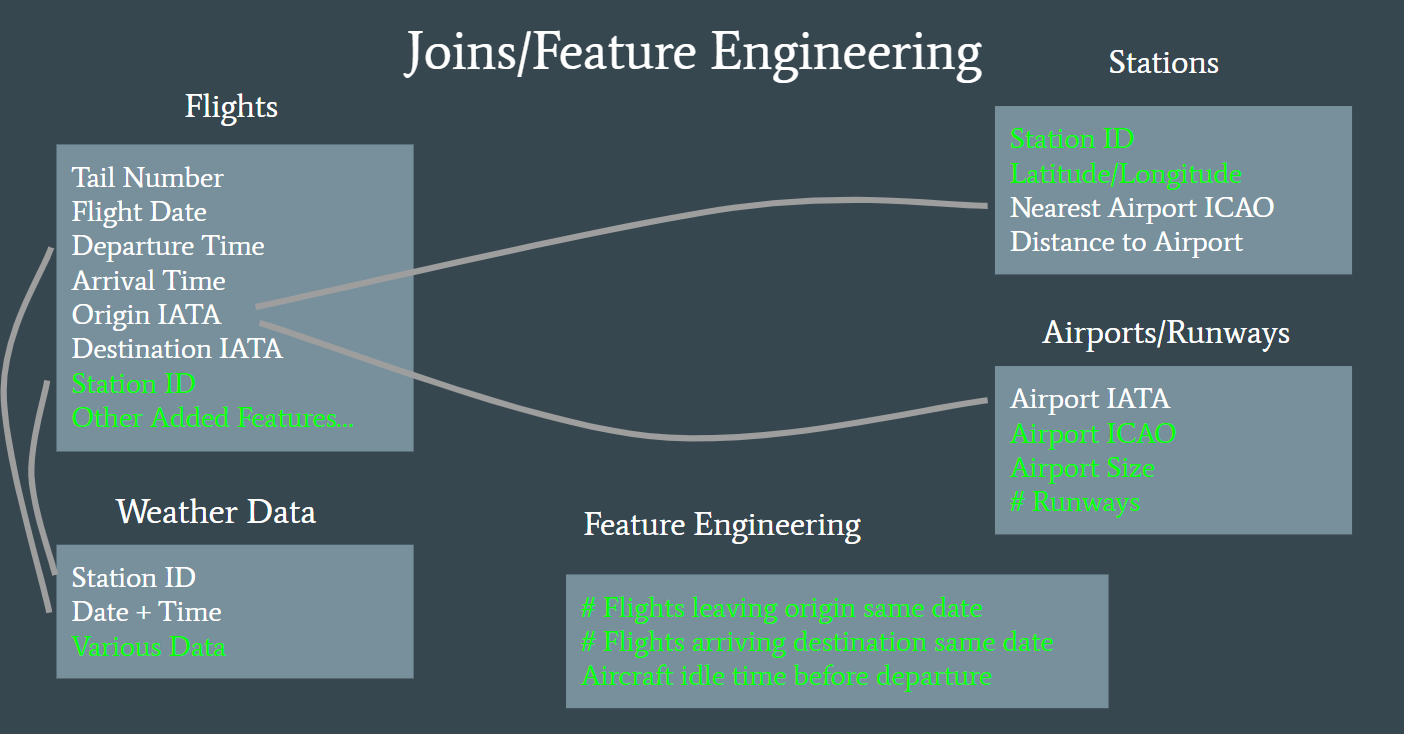 Joins/Feature Engineering
Flights
Tail Number
Flight Date
Departure Time
Arrival Time
Origin IATA
Destination IATA
Station ID
Other Added Features...
Weather Data
Station ID
Date + Time
Various Data
Feature Engineering
# Flights leaving origin same date
# Flights arriving destination same date
Aircraft idle time before departure
Stations
Station ID
Latitude/Longitude
Nearest Airport ICAO
Distance to Airport
Airports/Runways
Airport IATA
Airport ICAO
Airport Size
# Runways